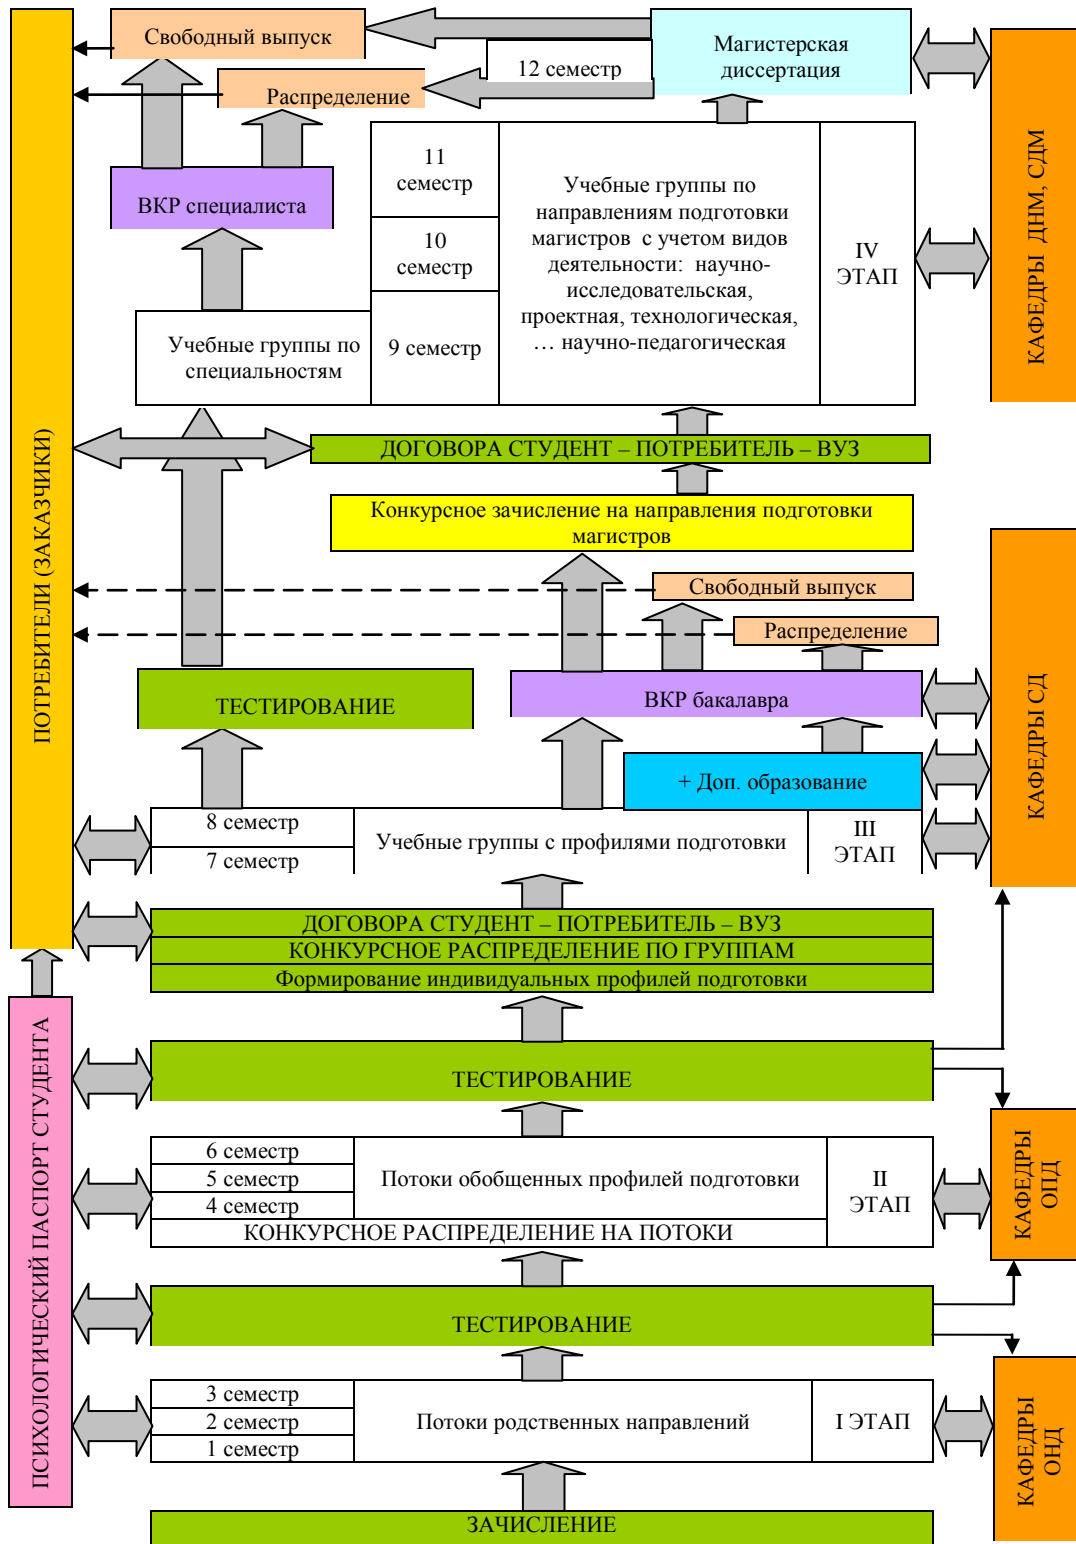 Свободный выпуск
Магистерская
диссертация
12 семестр
Распределение
11
семестр
10
семестр
9 семестр
Учебные группы по
направлениям подготовки
магистров с учетом видов
деятельности: научно-
исследовательская,
проектная, технологическая,
… научно-педагогическая
IV
ЭТАП
КАФЕДРЫ ДНМ, СДМ
ВКР специалиста
Учебные группы по
специальностям
ПОТРЕБИТЕЛИ (ЗАКАЗЧИКИ)
ДОГОВОРА СТУДЕНТ – ПОТРЕБИТЕЛЬ – ВУЗ
Конкурсное зачисление на направления подготовки
магистров
Свободный выпуск
Распределение
ТЕСТИРОВАНИЕ
ВКР бакалавра
КАФЕДРЫ СД
+ Доп. образование
8 семестр
7 семестр
Учебные группы с профилями подготовки
III
ЭТАП
ДОГОВОРА СТУДЕНТ – ПОТРЕБИТЕЛЬ – ВУЗ
КОНКУРСНОЕ РАСПРЕДЕЛЕНИЕ ПО ГРУППАМ
Формирование индивидуальных профилей подготовки
ПСИХОЛОГИЧЕСКИЙ ПАСПОРТ СТУДЕНТА
ТЕСТИРОВАНИЕ
6 семестр
5 семестр
4 семестр
Потоки обобщенных профилей подготовки
II
ЭТАП
КОНКУРСНОЕ РАСПРЕДЕЛЕНИЕ НА ПОТОКИ
КАФЕДРЫ
ОПД
ТЕСТИРОВАНИЕ
3 семестр
2 семестр
1 семестр
Потоки родственных направлений
I ЭТАП
КАФЕДРЫ
ОНД
ЗАЧИСЛЕНИЕ